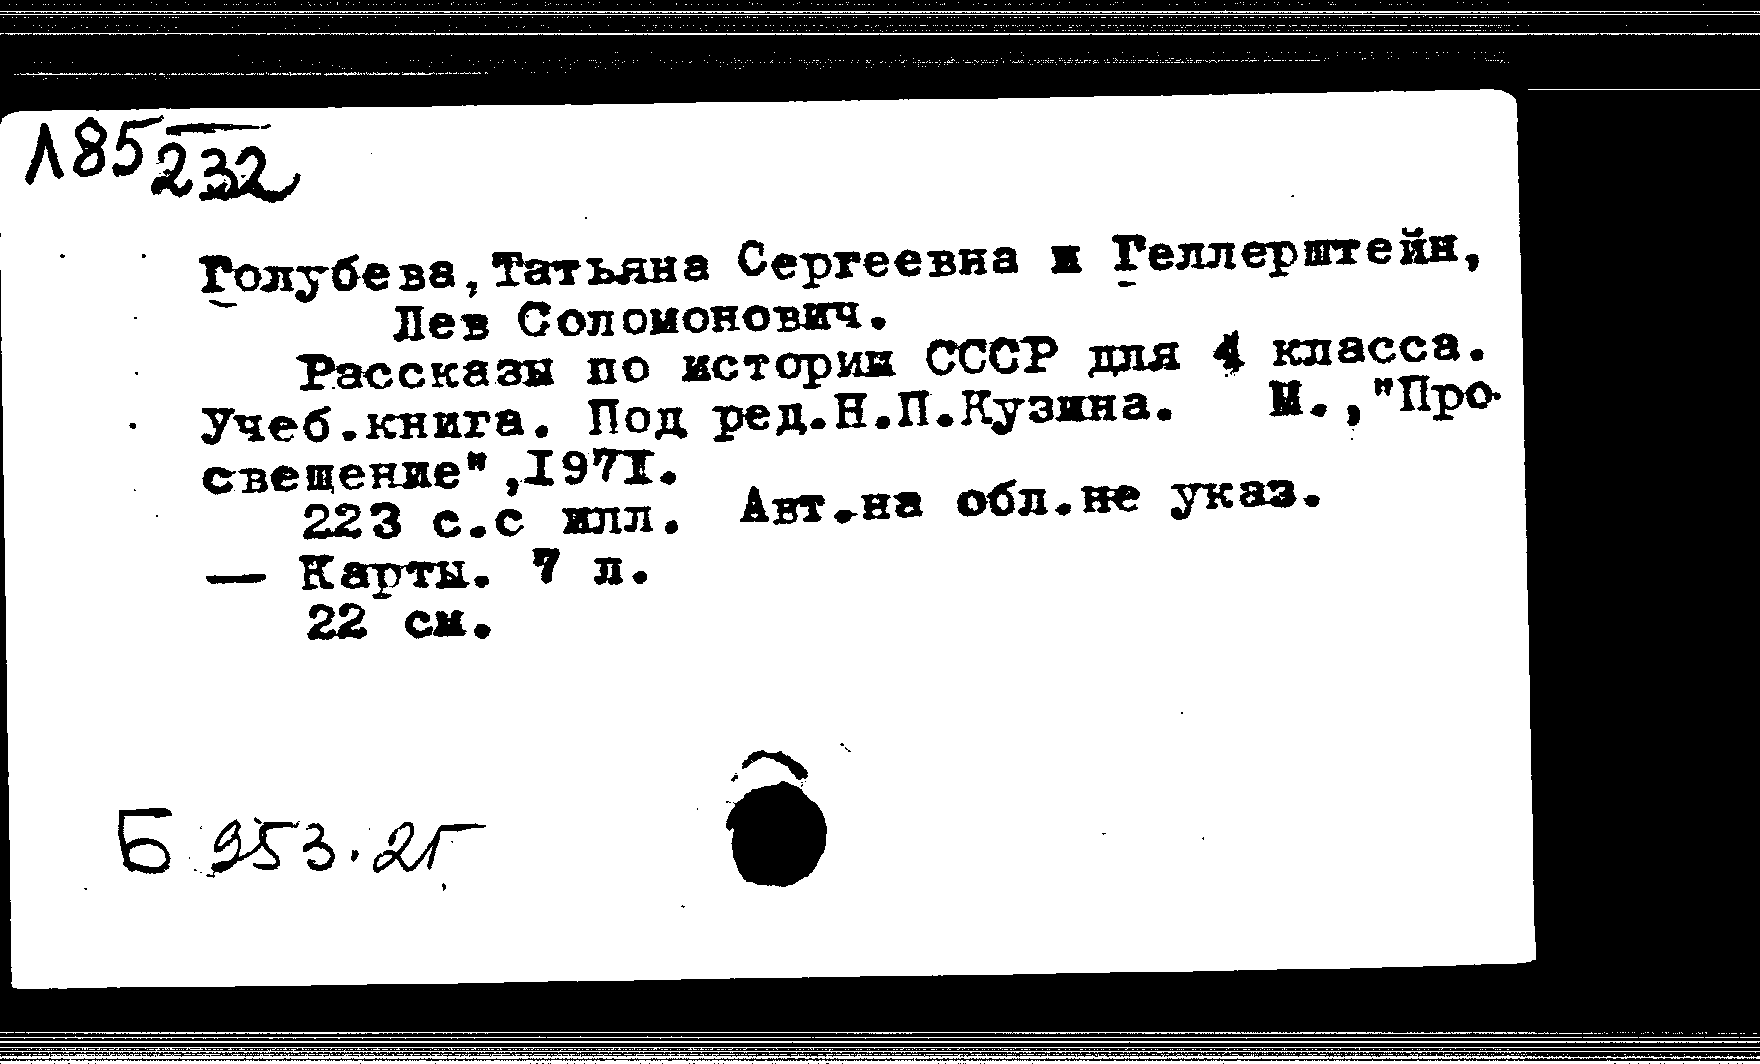 Л85
232
Голубева, Татьяна Сергеевна и Геллерштейн,
Лев Соломонович.
Рассказы по истории СССР для 4 класса.
Учеб.книга. Под ред.Н.П.Кузина. М.,"Про-
свещение",1971.
223 с.с илл. Авт.на обл.не указ.
— Карты. 7 л.
22 см.
Б 953.25